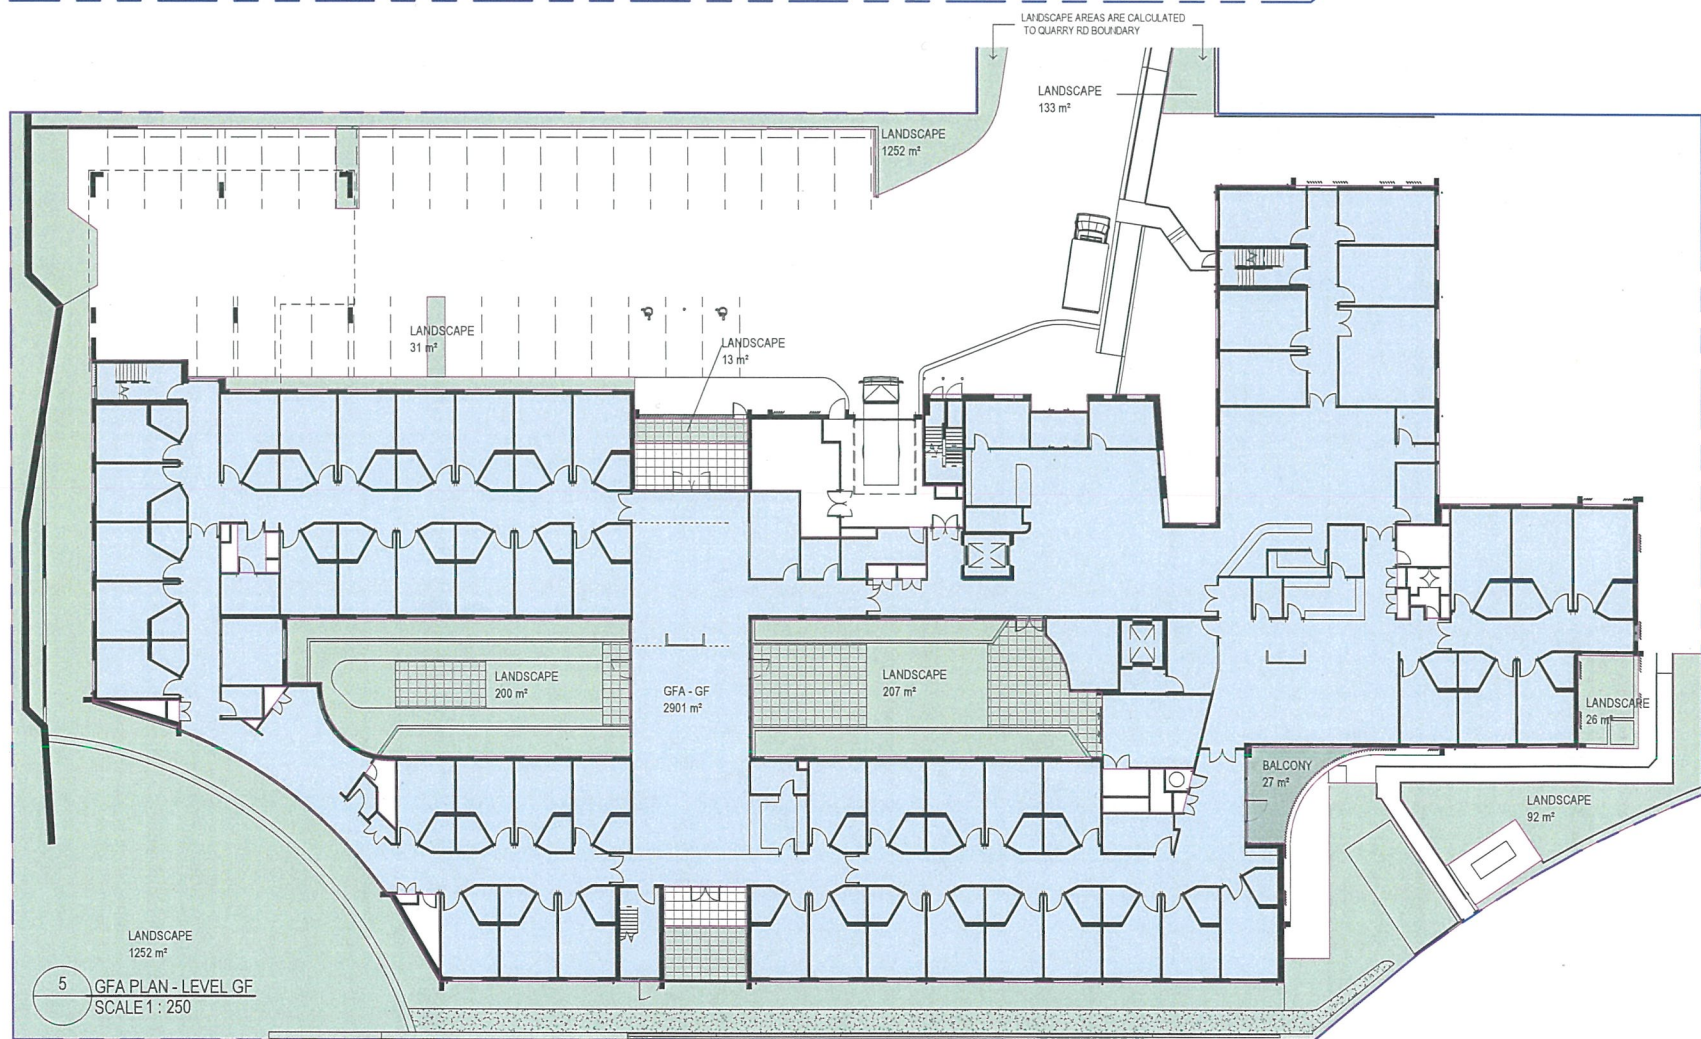 LANDSCAPE AREAS ARE CALCULATED
TO QUARRY RD BOUNDARY
LANDSCAPE
133 m²
LANDSCAPE
1252 m²
LANDSCAPE
31 m²
LANDSCAPE
13 m²
LANDSCAPE
200 m²
GFA - GF
2901 m²
LANDSCAPE
207 m²
LANDSCAPE
26 m²
BALCONY
27 m²
LANDSCAPE
92 m²
LANDSCAPE
1252 m²
5 GFA PLAN - LEVEL GF
SCALE 1 : 250